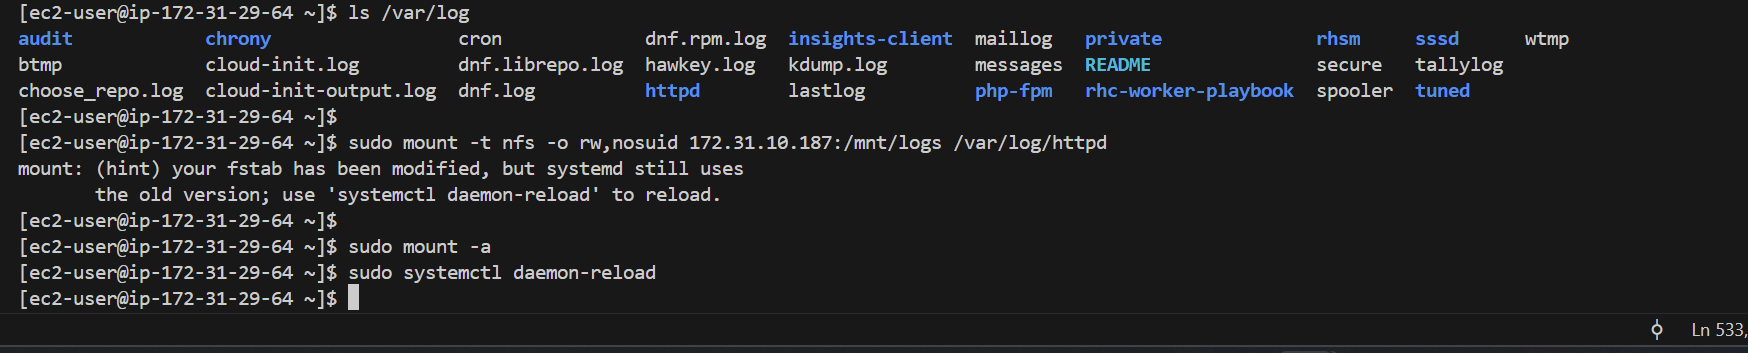 [ec2-user@ip-172-31-29-64 ~]$ ls /var/log
audit chrony cron dnf.rpm.log insights-client maillog private rhsm sssd wtmp
btmp cloud-init.log dnf.librepo.log hawkey.log kdump.log messages README secure tallylog
choose_repo.log cloud-init-output.log dnf.log httpd lastlog php-fpm rhc-worker-playbook spooler tuned
[ec2-user@ip-172-31-29-64 ~]$
[ec2-user@ip-172-31-29-64 ~]$ sudo mount -t nfs -o rw,nosuid 172.31.10.187:/mnt/logs /var/log/httpd
mount: (hint) your fstab has been modified, but systemd still uses
the old version; use 'systemctl daemon-reload' to reload.
[ec2-user@ip-172-31-29-64 ~]$
[ec2-user@ip-172-31-29-64 ~]$ sudo mount -a
[ec2-user@ip-172-31-29-64 ~]$ sudo systemctl daemon-reload
[ec2-user@ip-172-31-29-64 ~]$
Ln 533,